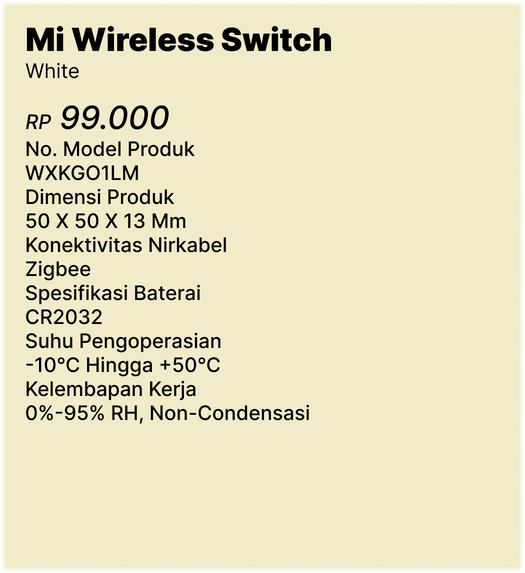 Mi Wireless Switch
White
RP 99.000
No. Model Produk
WXKGO1LM
Dimensi Produk
50 X 50 X 13 Mm
Konektivitas Nirkabel
Zigbee
Spesifikasi Baterai
CR2032
Suhu Pengoperasian
-10°C Hingga +50°C
Kelembapan Kerja
0%-95% RH, Non-Condensasi